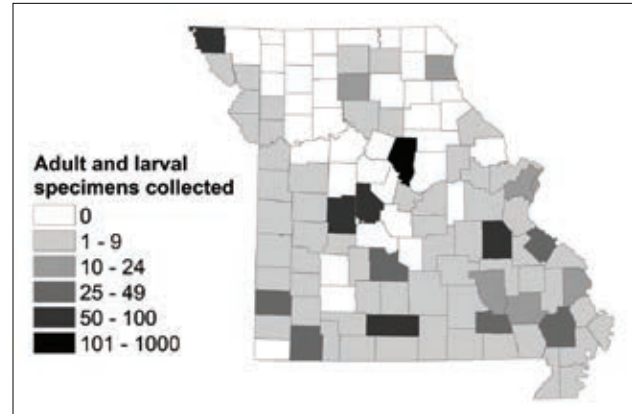 Adult and larval
specimens collected
0
1 - 9
10 - 24
25 - 49
50 - 100
101 - 1000